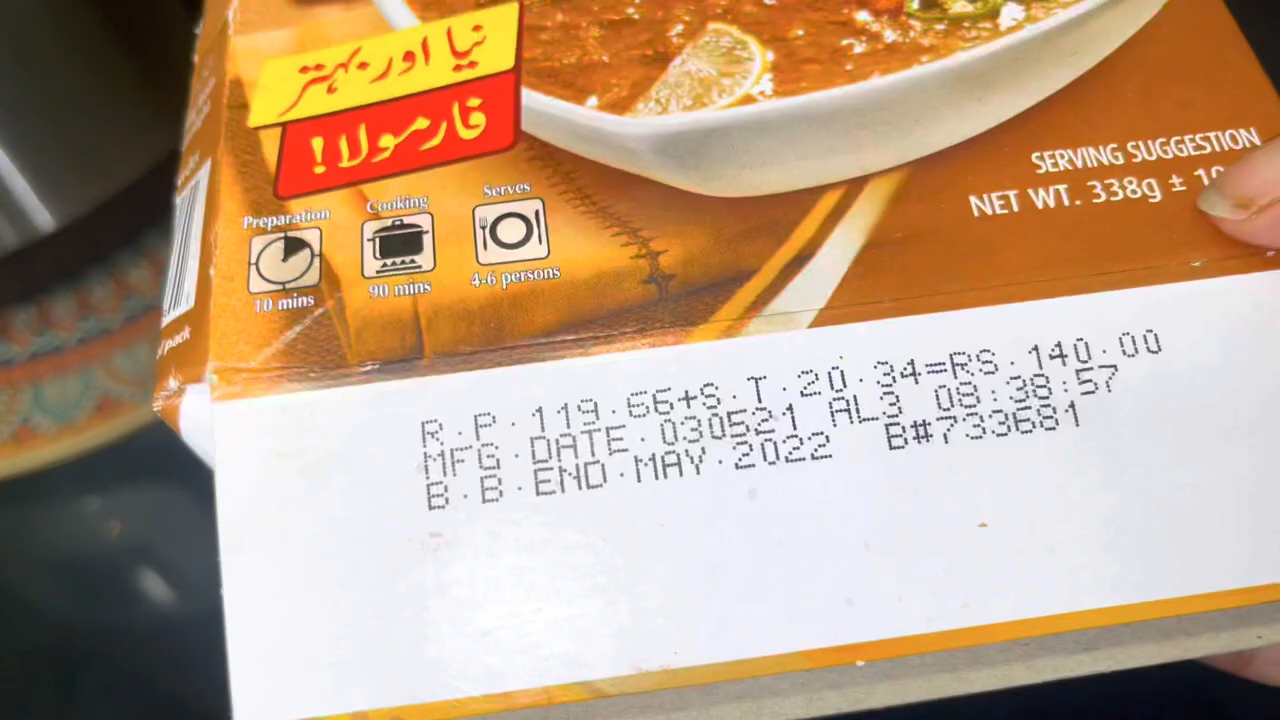 نیا اور بہتر
فارمولا!
SERVING SUGGESTION
NET WT. 338g ±
Preparation
10 mins
Cooking
90 mins
Serves
4-6 persons
pack
R.P.119.66+S.T.20.34=RS.140.00
MFG.DATE.030521 AL3 08:38:57
B.B.END.MAY.2022 B#733681